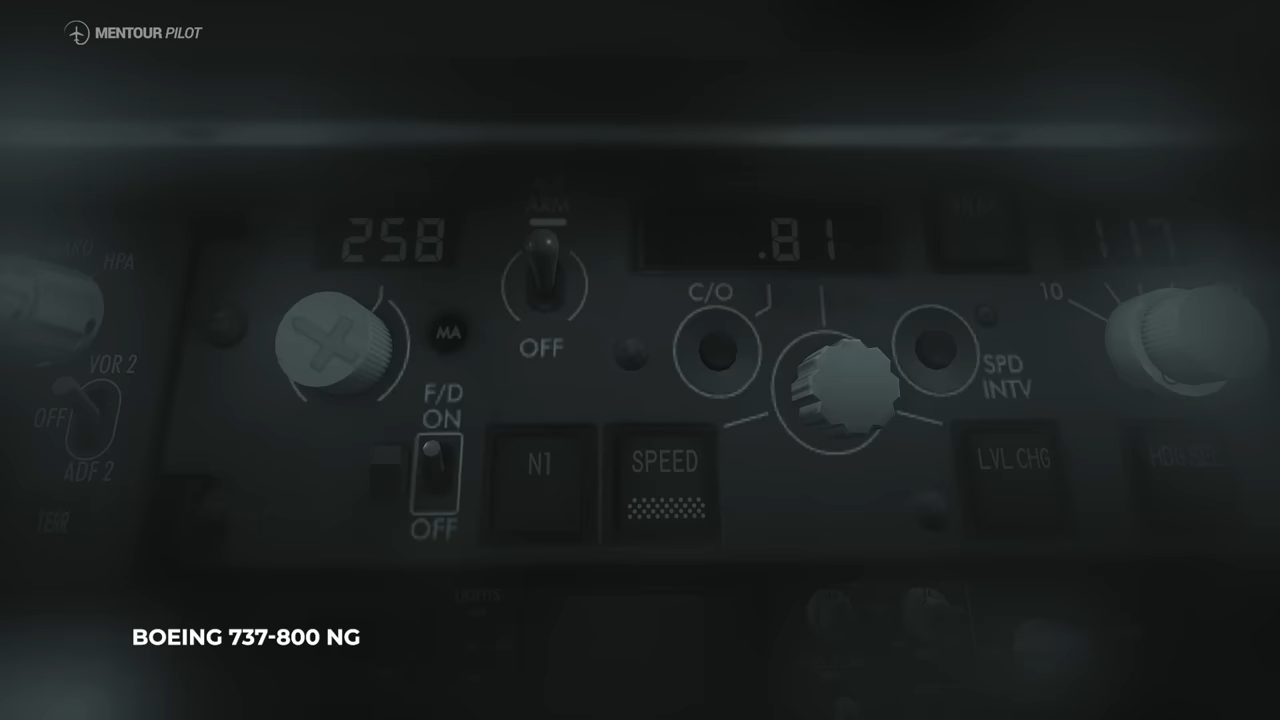 MENTOUR PILOT
258
ARM
.81
117
HPA
C/O
10
MA
OFF
VOR 2
SPD
INTV
F/D
ON
OFF
N1
SPEED
LVL CHG
ADF 2
OFF
BOEING 737-800 NG